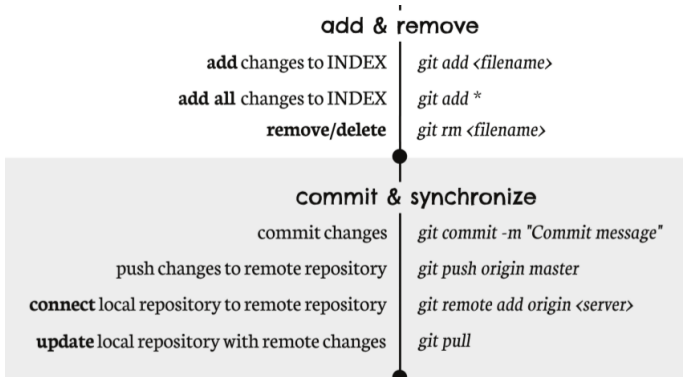 add & remove
add changes to INDEX git add <filename>
add all changes to INDEX git add *
remove/delete git rm <filename>
commit & synchronize
commit changes git commit -m "Commit message"
push changes to remote repository git push origin master
connect local repository to remote repository git remote add origin <server>
update local repository with remote changes git pull